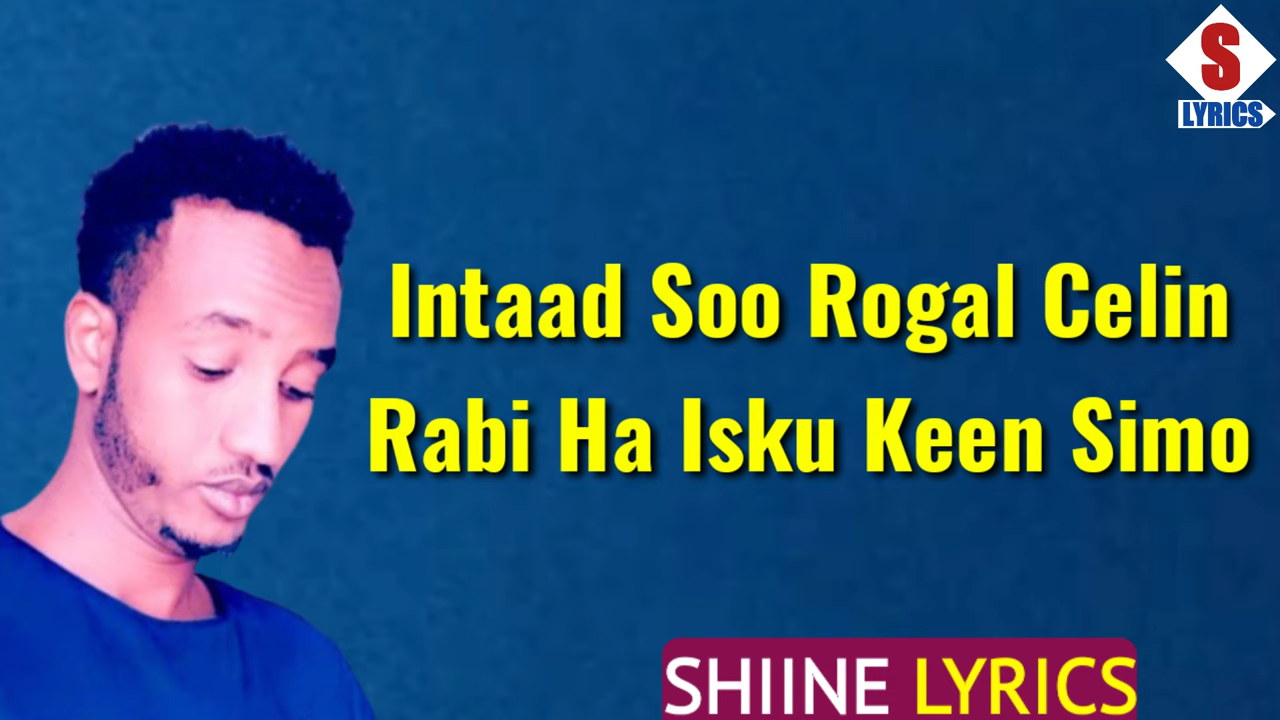 S
LYRICS
Intaad Soo Rogal Celin
Rabi Ha Isku Keen Simo
SHIINE LYRICS